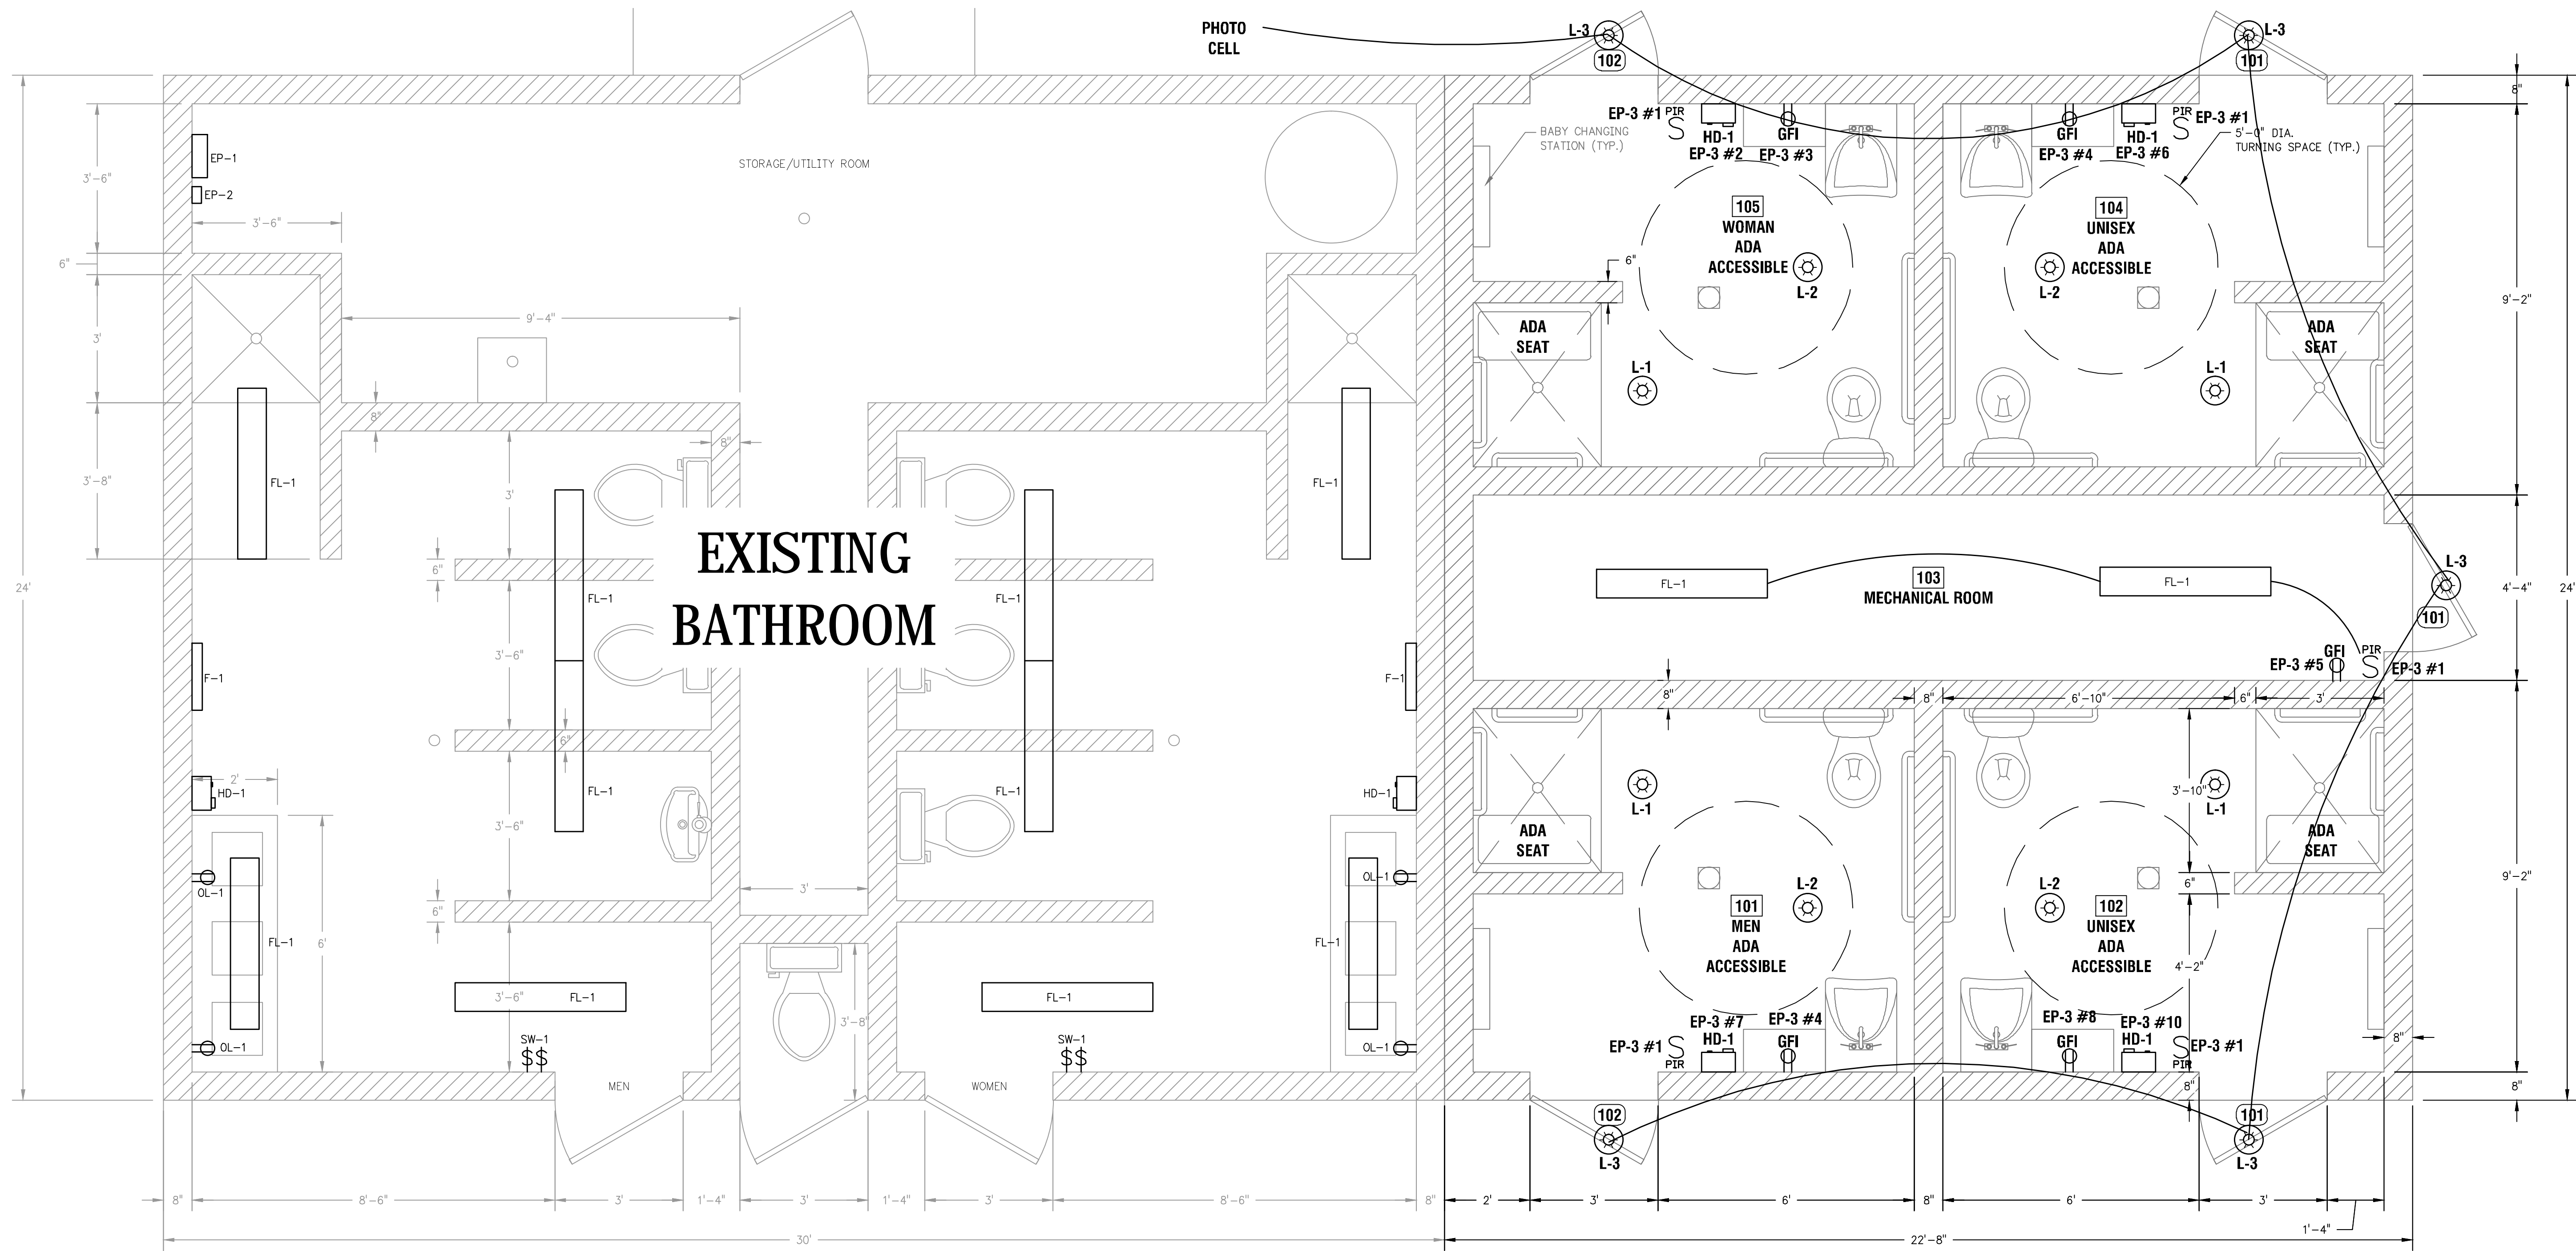 PHOTO
CELL
L-3
102
L-3
101
8"
EP-1
EP-2
3'-6"
3'-6"
6"
3'
3'-8"
24'
STORAGE/UTILITY ROOM
9'-4"
8"
8"
3'
FL-1
FL-1
EXISTING
BATHROOM
6"
FL-1
FL-1
3'-6"
F-1
F-1
6"
2'
HD-1
HD-1
FL-1
FL-1
3'-6"
OL-1
OL-1
6"
3'
FL-1
6'
FL-1
3'-6"
FL-1
FL-1
3'-8"
OL-1
OL-1
SW-1
$$
SW-1
$$
MEN
WOMEN
8"
8'-6"
3'
1'-4"
3'
1'-4"
3'
8'-6"
8"
30'
BABY CHANGING
STATION (TYP.)
EP-3 #1
PIR
S
HD-1
GFI
EP-3 #2
EP-3 #3
GFI
HD-1
PIR
S
EP-3 #1
EP-3 #4
EP-3 #6
5'-0" DIA.
TURNING SPACE (TYP.)
105
WOMAN
ADA
ACCESSIBLE
L-2
6"
104
UNISEX
ADA
ACCESSIBLE
L-2
ADA
SEAT
L-1
L-1
ADA
SEAT
9'-2"
FL-1
103
MECHANICAL ROOM
FL-1
L-3
101
4'-4"
24'
GFI
PIR
S
EP-3 #5
EP-3 #1
8"
8"
6'-10"
6"
3'
L-1
3'-10"
L-1
ADA
SEAT
ADA
SEAT
L-2
101
MEN
ADA
ACCESSIBLE
L-2
102
UNISEX
ADA
ACCESSIBLE
6"
4'-2"
9'-2"
EP-3 #7
EP-3 #4
EP-3 #8
EP-3 #10
EP-3 #1
S
PIR
HD-1
GFI
GFI
HD-1
S
PIR
EP-3 #1
8"
8"
8"
102
L-3
101
L-3
2'
3'
6'
8"
6'
3'
1'-4"
22'-8"